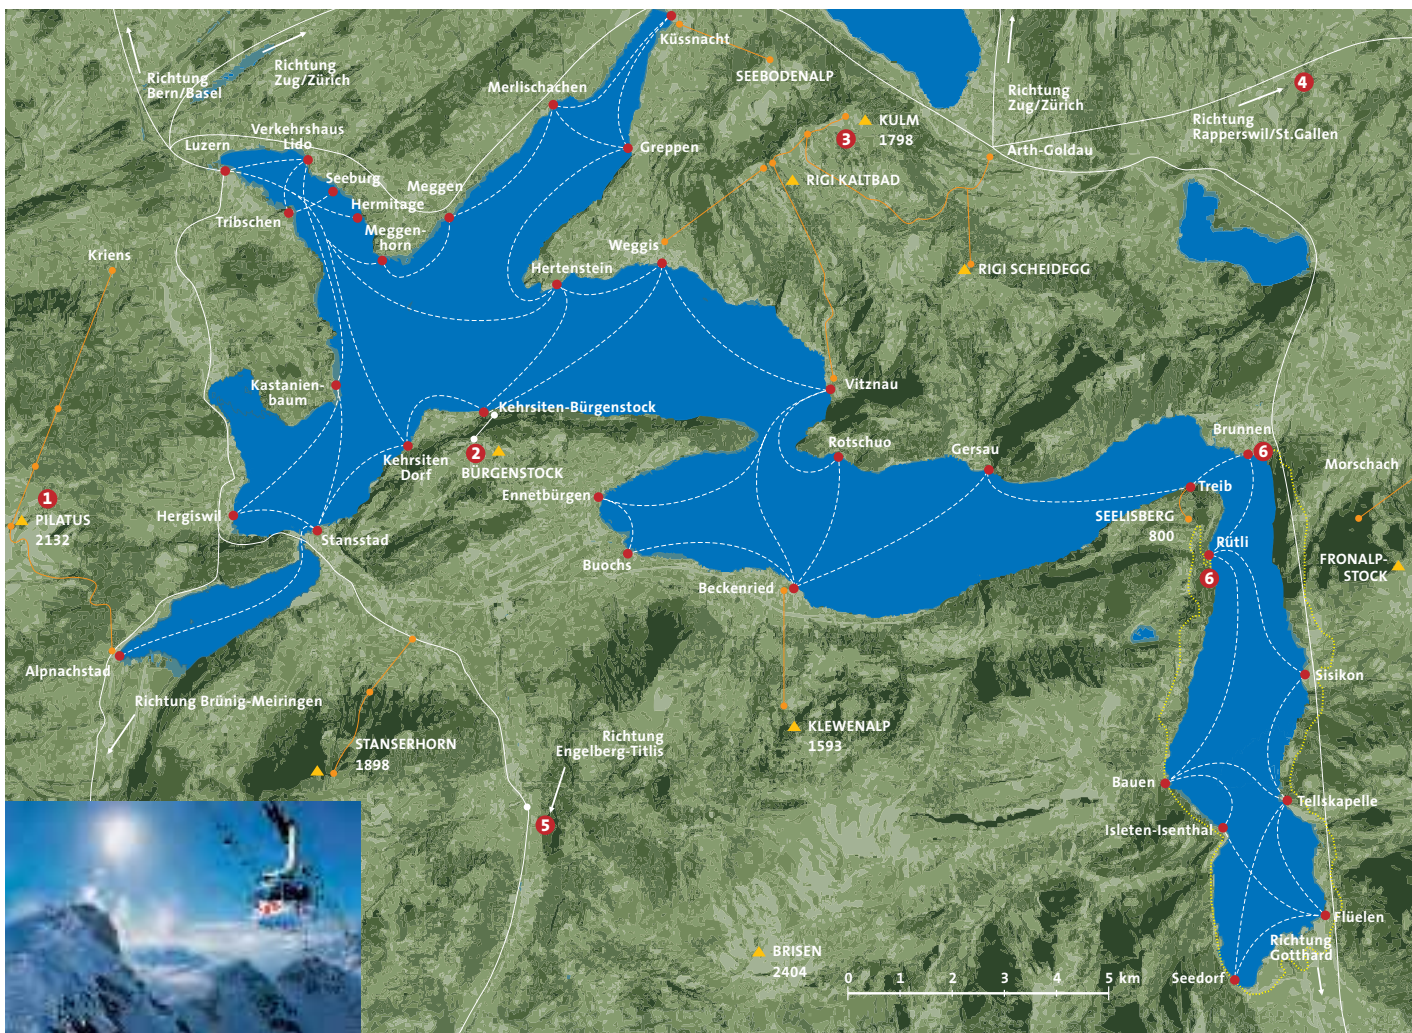 Küssnacht
SEEBODENALP
Richtung
Bern/Basel
Richtung
Zug/Zürich
Merlischachen
Richtung
Zug/Zürich
4
Richtung
Rapperswil/St.Gallen
Verkehrshaus
Lido
Luzern
Greppen
3
KULM
1798
Arth-Goldau
Seeburg
Meggen
Hermitage
RIGI KALTBAD
Tribschen
Meggen-
horn
Kriens
Weggis
Hertenstein
RIGI SCHEIDEGG
Kastanien-
baum
Vitznau
Kehrsiten-Bürgenstock
Kehrsiten
Dorf
2
BÜRGENSTOCK
Rotschuo
Gersau
Brunnen
6
Morschach
1
PILATUS
2132
Ennetbürgen
Treib
Hergiswil
Stansstad
SEELISBERG
800
Rütli
6
FRONALP-
STOCK
Buochs
Beckenried
Alpnachstad
Richtung Brünig-Meiringen
Sisikon
STANSERHORN
1898
Richtung
Engelberg-Titlis
KLEWENALP
1593
Bauen
Tellskapelle
5
Isleten-Isenthal
Flüelen
Richtung
Gotthard
BRISEN
2404
0 1 2 3 4 5 km
Seedorf